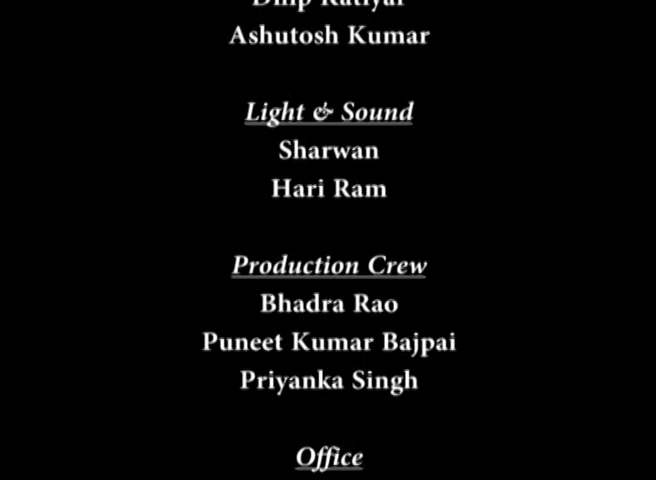 Ashutosh Kumar
Light & Sound
Sharwan
Hari Ram
Production Crew
Bhadra Rao
Puneet Kumar Bajpai
Priyanka Singh
Office